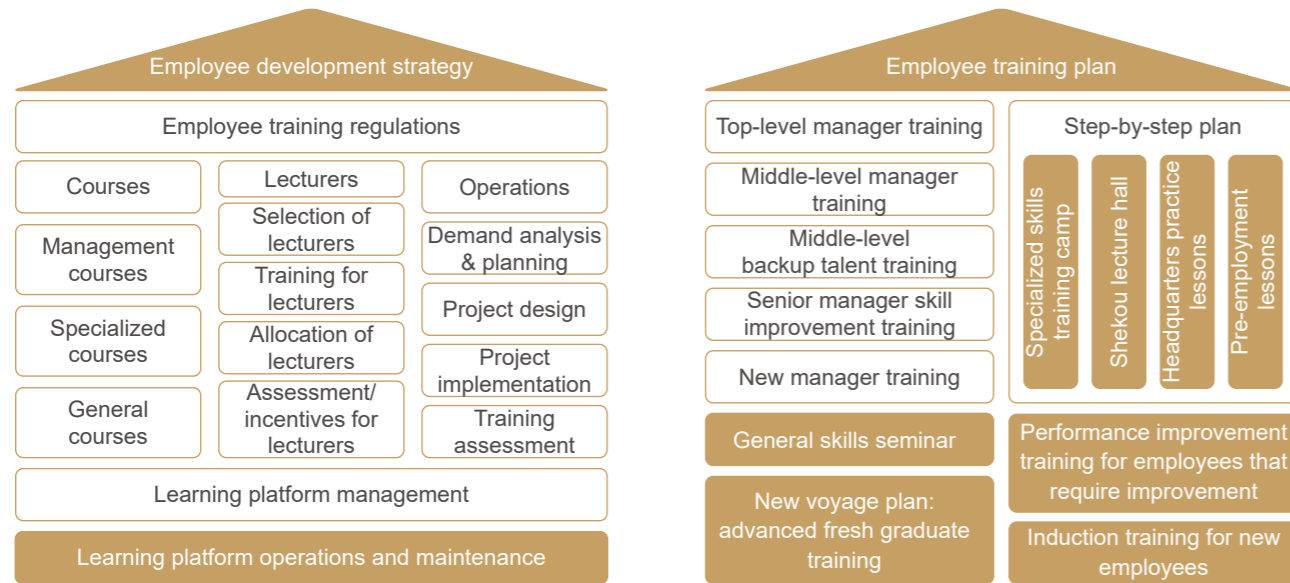 Employee development strategy
Employee training regulations
Courses
Management
courses
Specialized
courses
General
courses
Lecturers
Selection of
lecturers
Training for
lecturers
Allocation of
lecturers
Assessment/
incentives for
lecturers
Operations
Demand analysis
& planning
Project design
Project
implementation
Training
assessment
Learning platform management
Learning platform operations and maintenance
Employee training plan
Top-level manager training
Middle-level manager
training
Middle-level
backup talent training
Senior manager skill
improvement training
New manager training
General skills seminar
New voyage plan:
advanced fresh graduate
training
Step-by-step plan
Specialized skills
training camp
Shekou lecture hall
Headquarters practice
lessons
Pre-employment
lessons
Performance improvement
training for employees that
require improvement
Induction training for new
employees